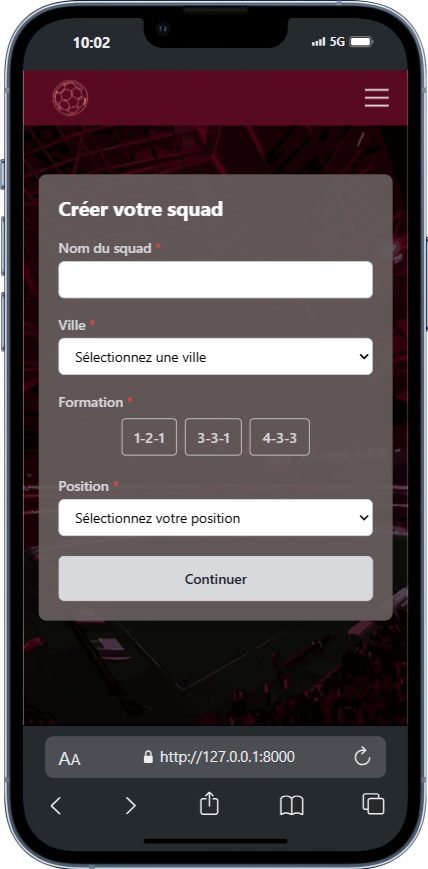 10:02
5G
Créer votre squad
Nom du squad *
Ville *
Sélectionnez une ville
Formation *
1-2-1 3-3-1 4-3-3
Position *
Sélectionnez votre position
Continuer
AA http://127.0.0.1:8000